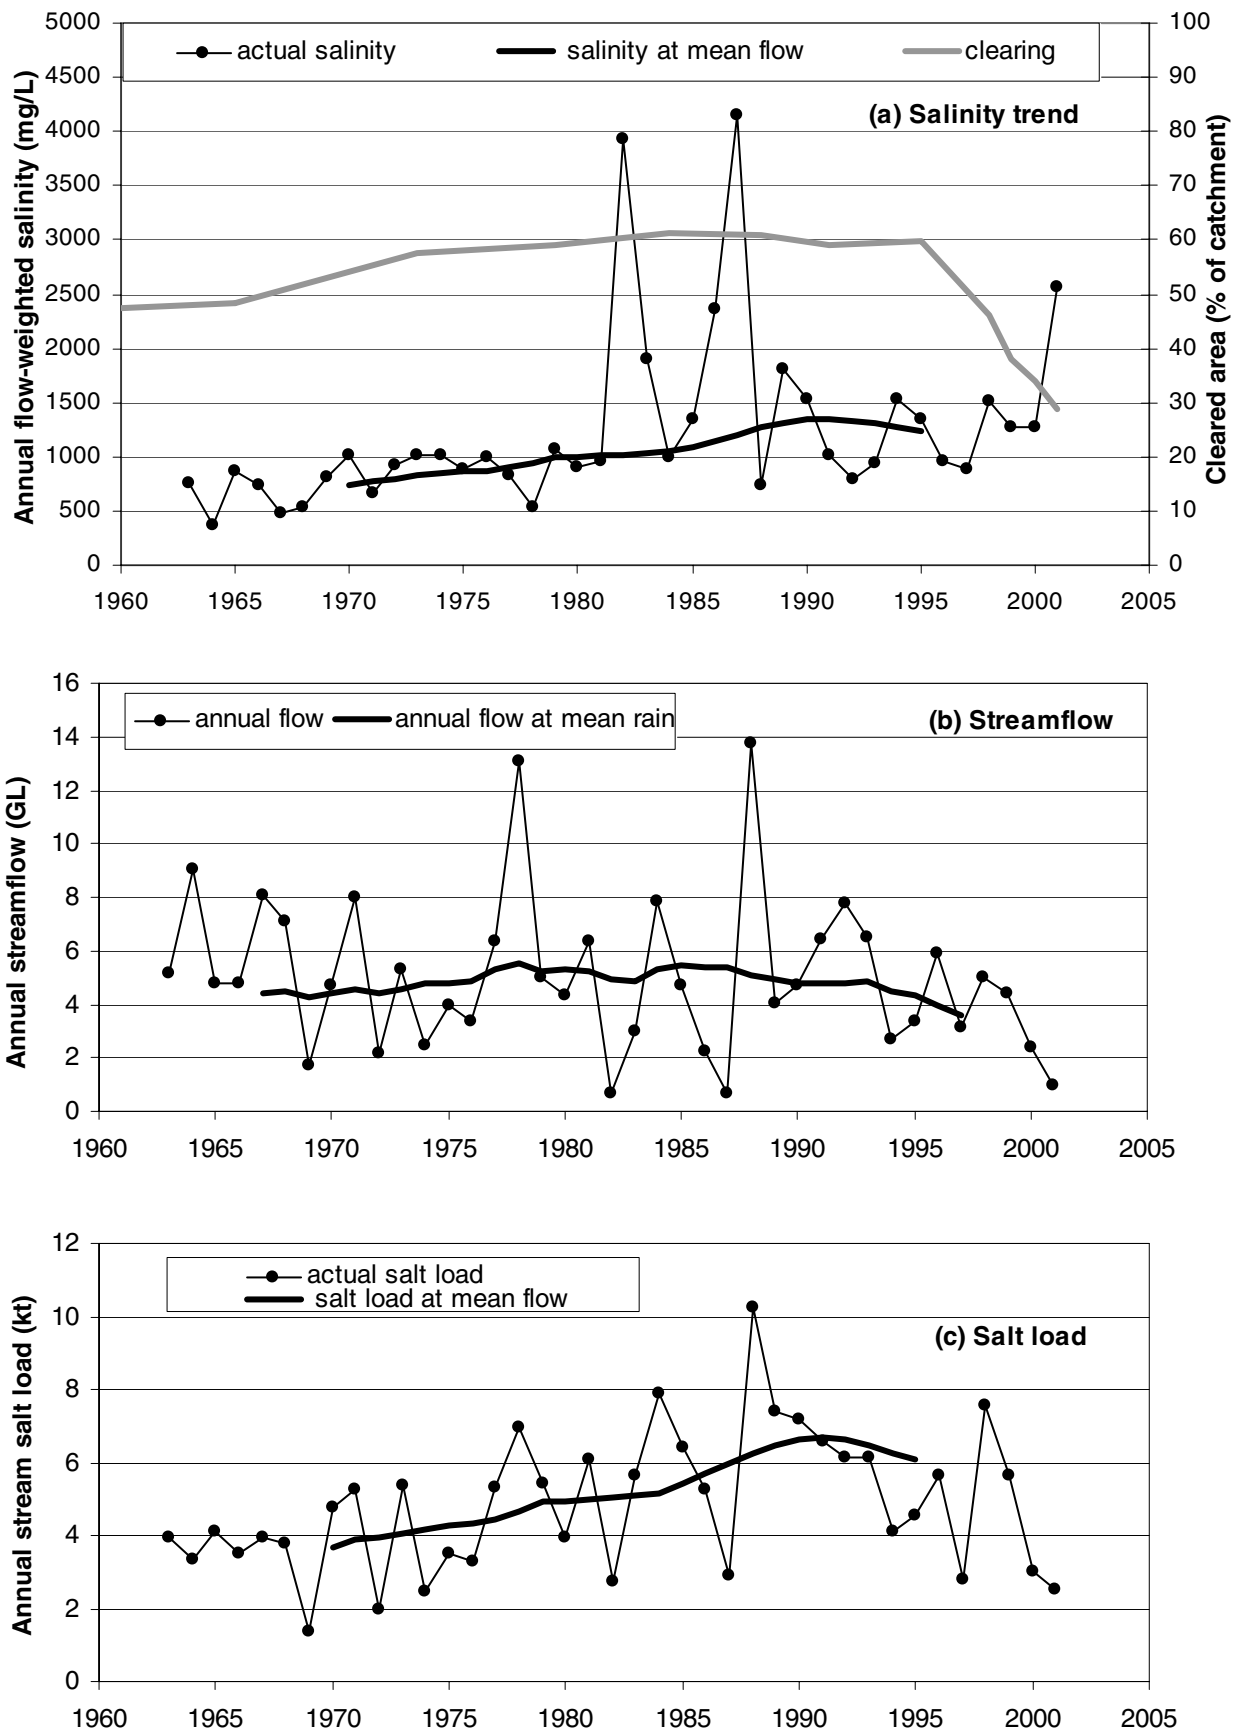 actual salinity salinity at mean flow clearing
(a) Salinity trend
Annual flow-weighted salinity (mg/L)
5000
4500
4000
3500
3000
2500
2000
1500
1000
500
0
100
90
80
70
60
50
40
30
20
10
0
Cleared area (% of catchment)
1960 1965 1970 1975 1980 1985 1990 1995 2000 2005
annual flow annual flow at mean rain
(b) Streamflow
Annual streamflow (GL)
16
14
12
10
8
6
4
2
0
1960 1965 1970 1975 1980 1985 1990 1995 2000 2005
actual salt load
salt load at mean flow
(c) Salt load
Annual stream salt load (kt)
12
10
8
6
4
2
0
1960 1965 1970 1975 1980 1985 1990 1995 2000 2005